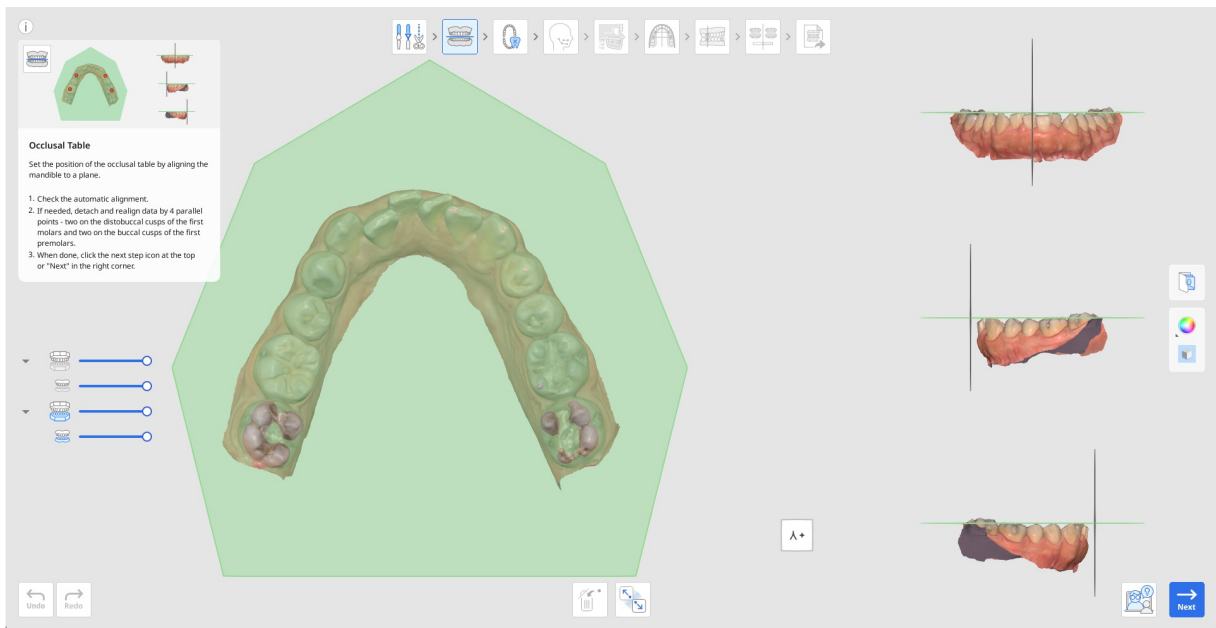 Occlusal Table
Set the position of the occlusal table by aligning the
mandible to a plane.
1. Check the automatic alignment.
2. If needed, detach and realign data by 4 parallel
points - two on the distobuccal cusps of the first
molars and two on the buccal cusps of the first
premolars.
3. When done, click the next step icon at the top
or "Next" in the right corner.
Undo
Redo
Next